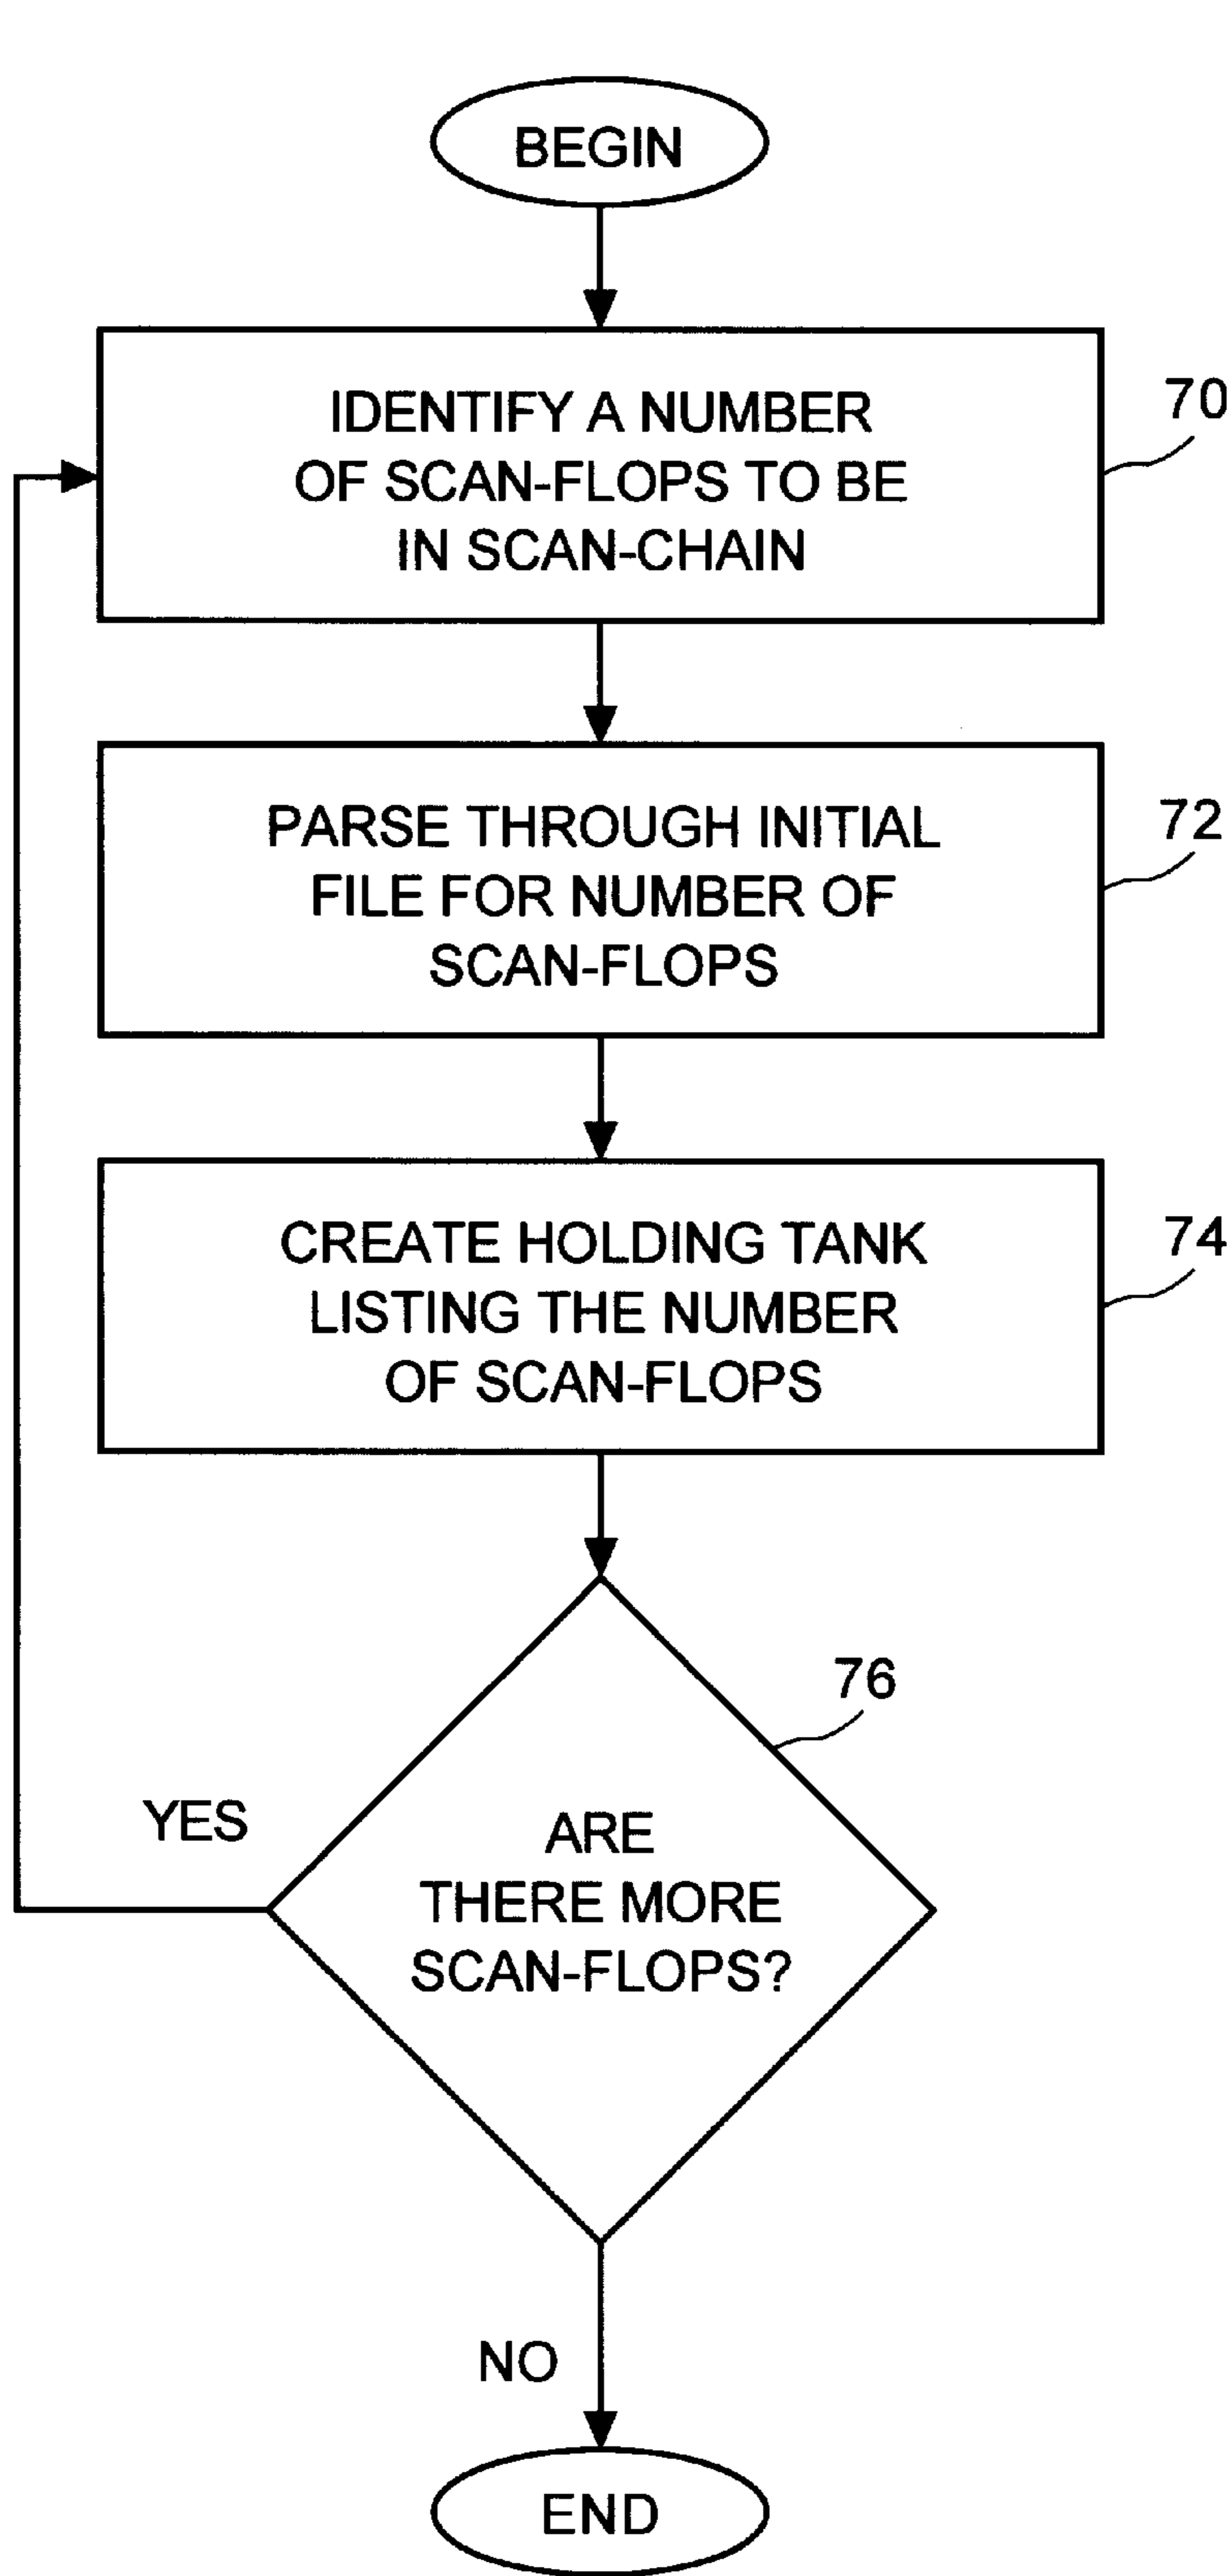 BEGIN
IDENTIFY A NUMBER
OF SCAN-FLOPS TO BE
IN SCAN-CHAIN
70
PARSE THROUGH INITIAL
FILE FOR NUMBER OF
SCAN-FLOPS
72
CREATE HOLDING TANK
LISTING THE NUMBER
OF SCAN-FLOPS
74
76
YES
ARE
THERE MORE
SCAN-FLOPS?
NO
END